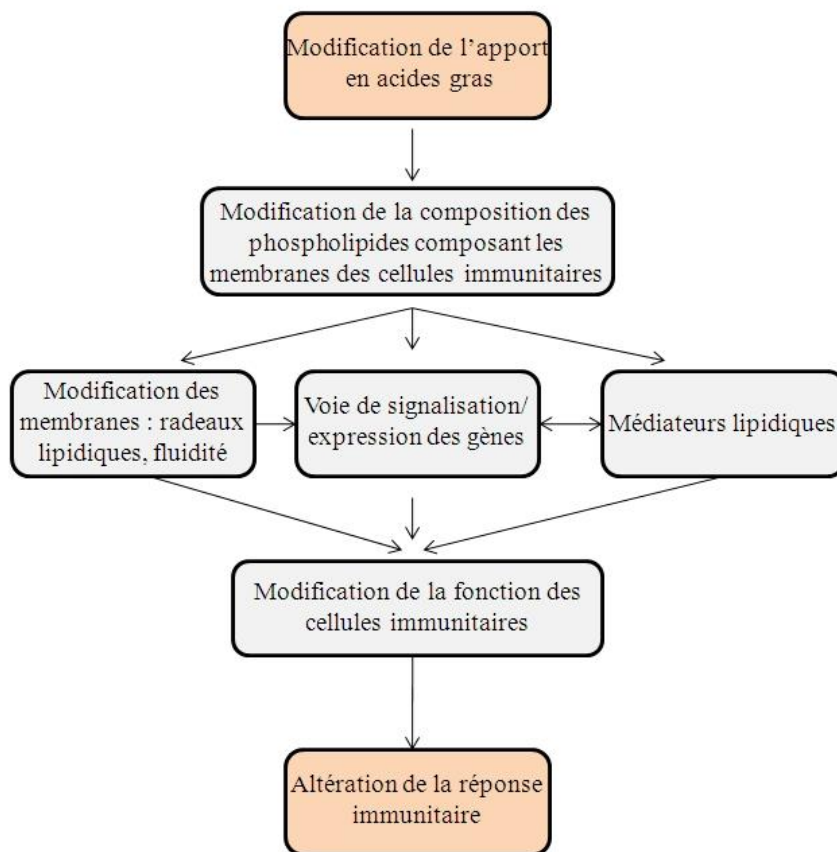 Modification de l’apport
en acides gras
Modification de la composition des
phospholipides composant les
membranes des cellules immunitaires
Modification des
membranes : radeaux
lipidiques, fluidité
Voie de signalisation/
expression des gènes
Médiateurs lipidiques
Modification de la fonction des
cellules immunitaires
Altération de la réponse
immunitaire